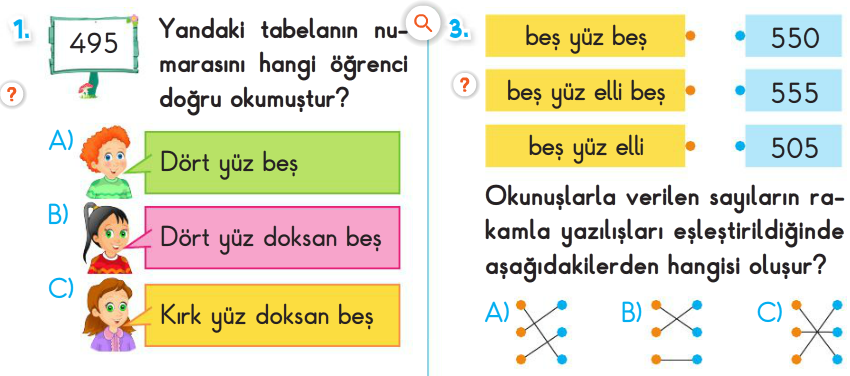 1.
495
Yandaki tabelanın nu-
marasını hangi öğrenci
doğru okumuştur?
?
A) Dört yüz beş
B) Dört yüz doksan beş
C) Kırk yüz doksan beş
3.
beş yüz beş 550
?
beş yüz elli beş 555
beş yüz elli 505
Okunuşlarla verilen sayıların ra-
kamla yazılışları eşleştirildiğinde
aşağıdakilerden hangisi oluşur?
A) B) C)